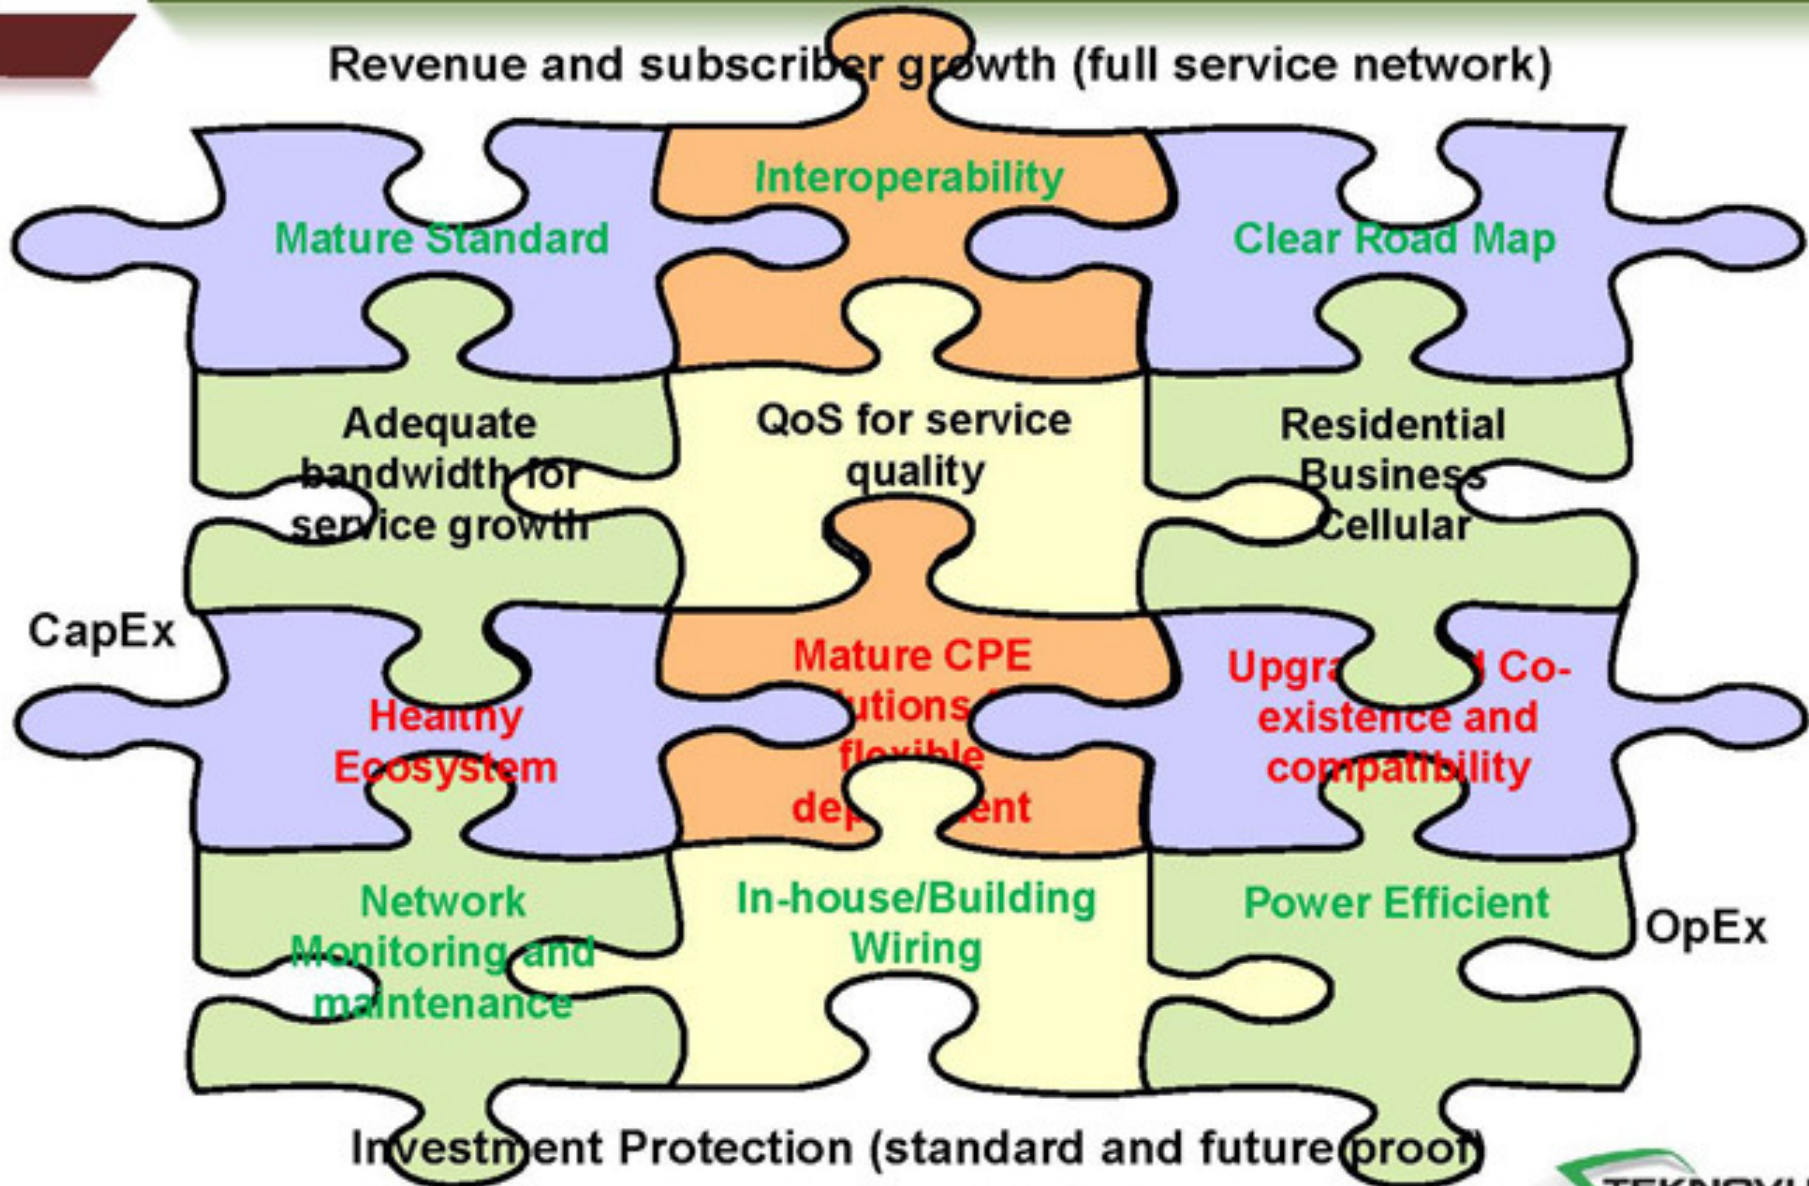 Revenue and subscriber growth (full service network)
Interoperability
Mature Standard
Clear Road Map
Adequate
bandwidth for
service growth
QoS for service
quality
Residential
Business
Cellular
CapEx
Mature CPE
flexible
Healthy
Ecosystem
Co-
existence and
compatibility
Network
Monitoring and
maintenance
In-house/Building
Wiring
Power Efficient
OpEx
Investment Protection (standard and future proof)